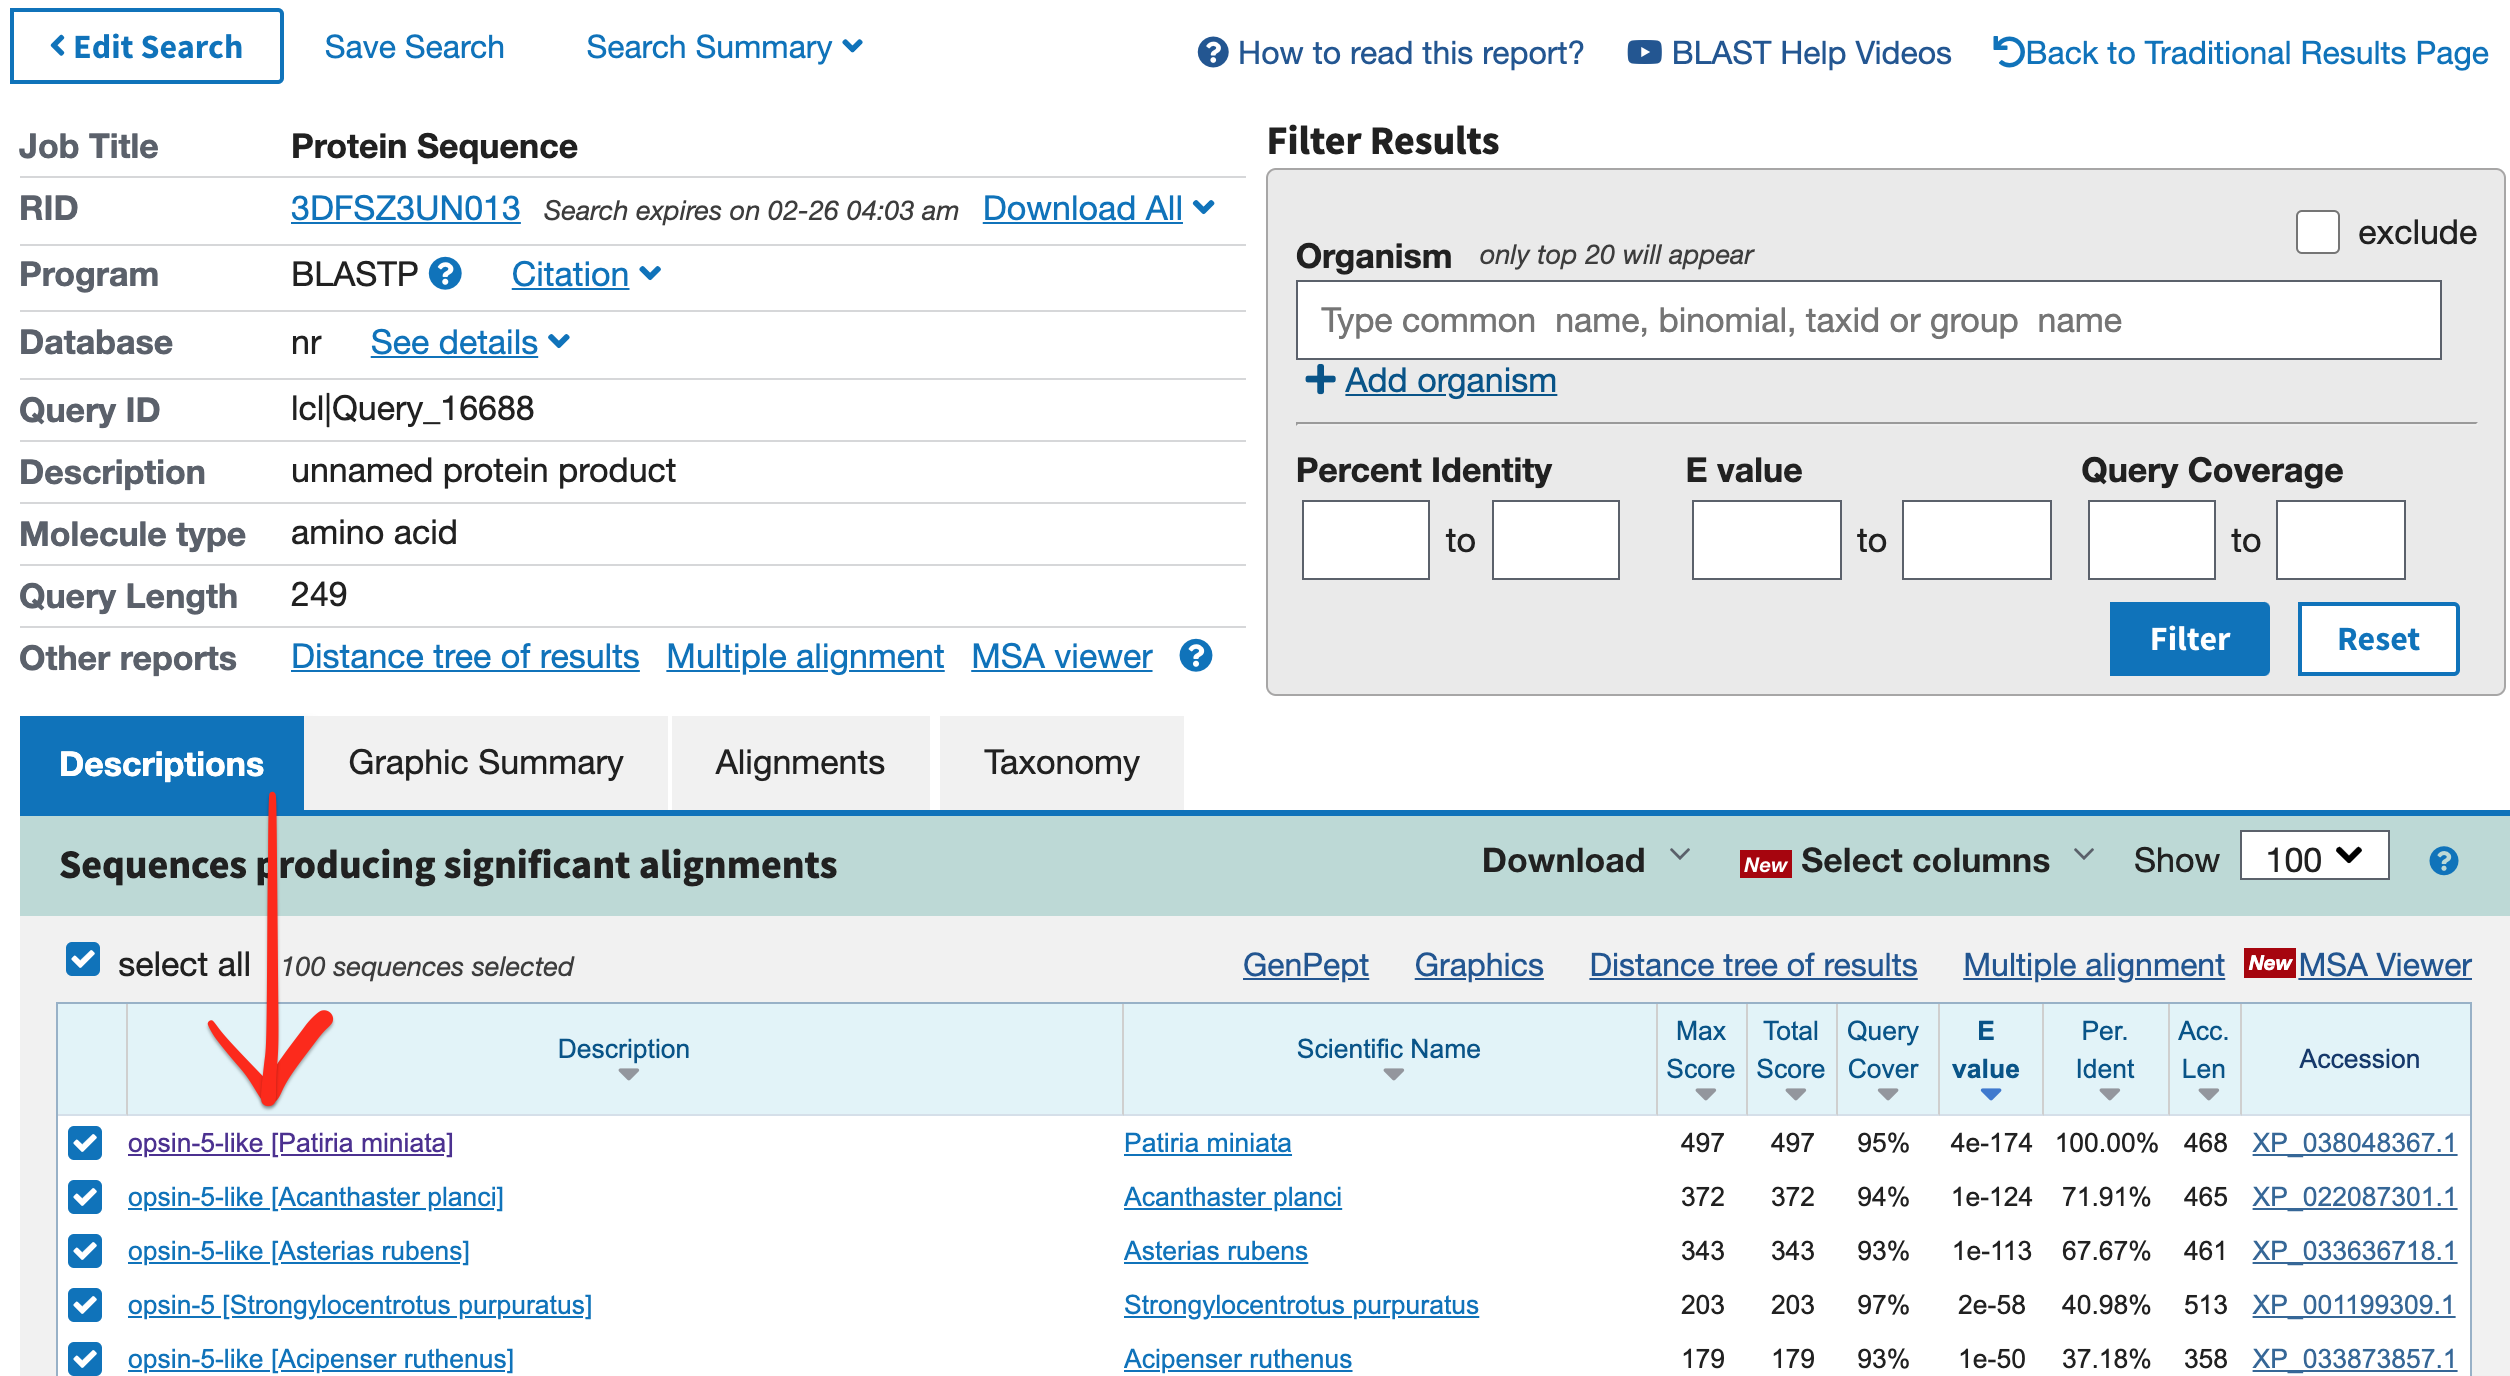 Edit Search Save Search Search Summary How to read this report? BLAST Help Videos Back to Traditional Results Page
Job Title Protein Sequence
RID 3DFSZ3UN013 Search expires on 02-26 04:03 am Download All
Program BLASTP Citation
Database nr See details
Query ID lcl|Query_16688
Description unnamed protein product
Molecule type amino acid
Query Length 249
Other reports Distance tree of results Multiple alignment MSA viewer
Filter Results
exclude
Organism only top 20 will appear
Type common name, binomial, taxid or group name
Add organism
Percent Identity E value Query Coverage
to to to
Filter Reset
Descriptions Graphic Summary Alignments Taxonomy
Sequences producing significant alignments Download New Select columns Show 100
select all 100 sequences selected GenPept Graphics Distance tree of results Multiple alignment New MSA Viewer
Description Scientific Name Max Score Total Score Query Cover E value Per. Ident Acc. Len Accession
opsin-5-like [Patiria miniata] Patiria miniata 497 497 95% 4e-174 100.00% 468 XP_038048367.1
opsin-5-like [Acanthaster planci] Acanthaster planci 372 372 94% 1e-124 71.91% 465 XP_022087301.1
opsin-5-like [Asterias rubens] Asterias rubens 343 343 93% 1e-113 67.67% 461 XP_033636718.1
opsin-5 [Strongylocentrotus purpuratus] Strongylocentrotus purpuratus 203 203 97% 2e-58 40.98% 513 XP_001199309.1
opsin-5-like [Acipenser ruthenus] Acipenser ruthenus 179 179 93% 1e-50 37.18% 358 XP_033873857.1